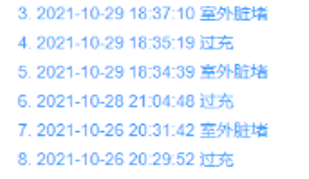 3. 2021-10-29 18:37:10 室外脏堵
4. 2021-10-29 18:35:19 过充
5. 2021-10-29 18:34:39 室外脏堵
6. 2021-10-28 21:04:48 过充
7. 2021-10-26 20:31:42 室外脏堵
8. 2021-10-26 20:29:52 过充